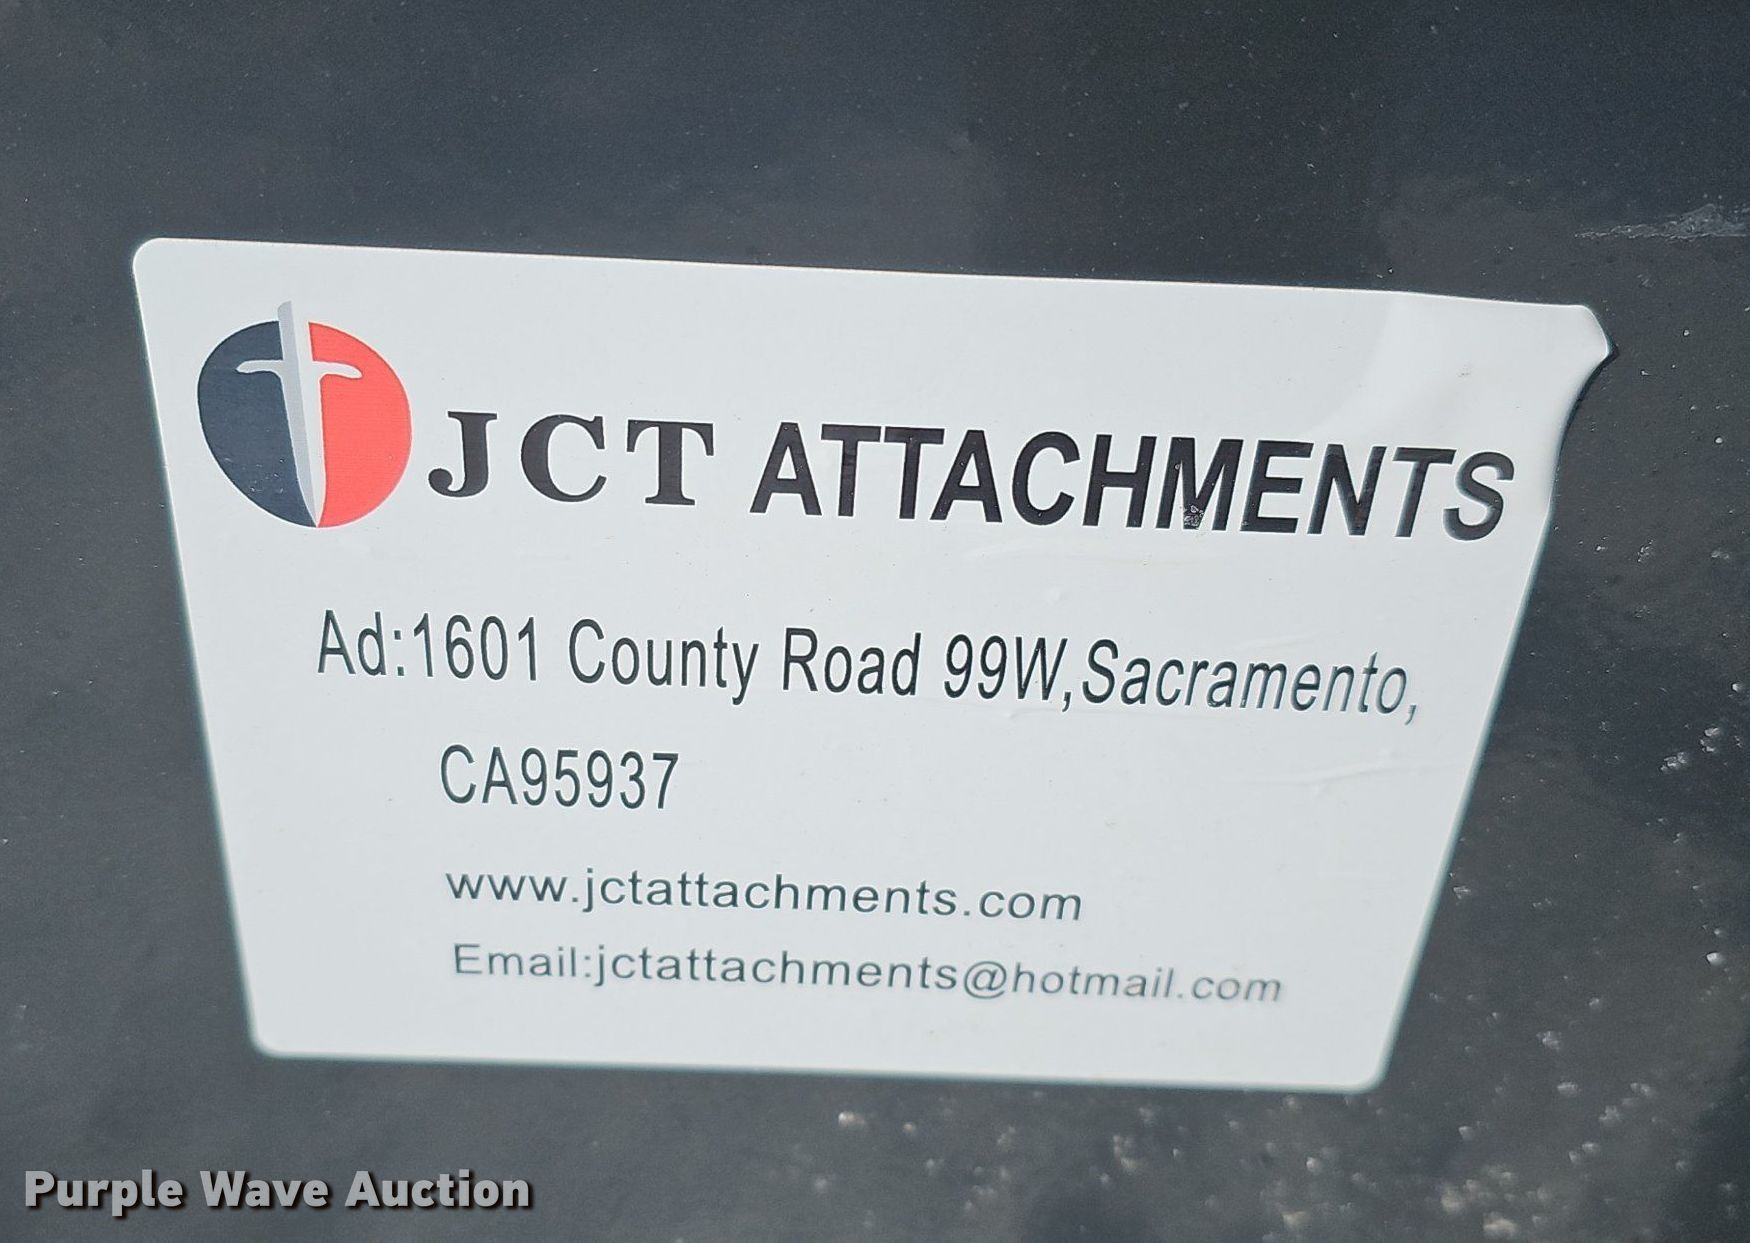 JCT ATTACHMENTS
Ad:1601 County Road 99W,Sacramento,
CA95937
www.jctattachments.com
Email:jctattachments@hotmail.com
Purple Wave Auction